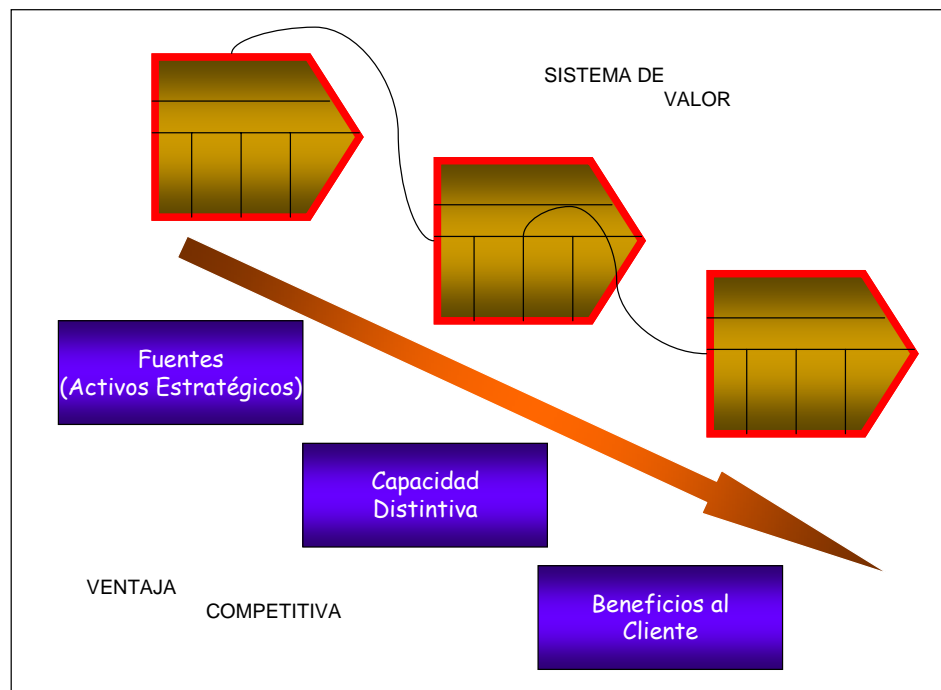 SISTEMA DE
VALOR
Fuentes
(Activos Estratégicos)
Capacidad
Distintiva
VENTAJA
COMPETITIVA
Beneficios al
Cliente